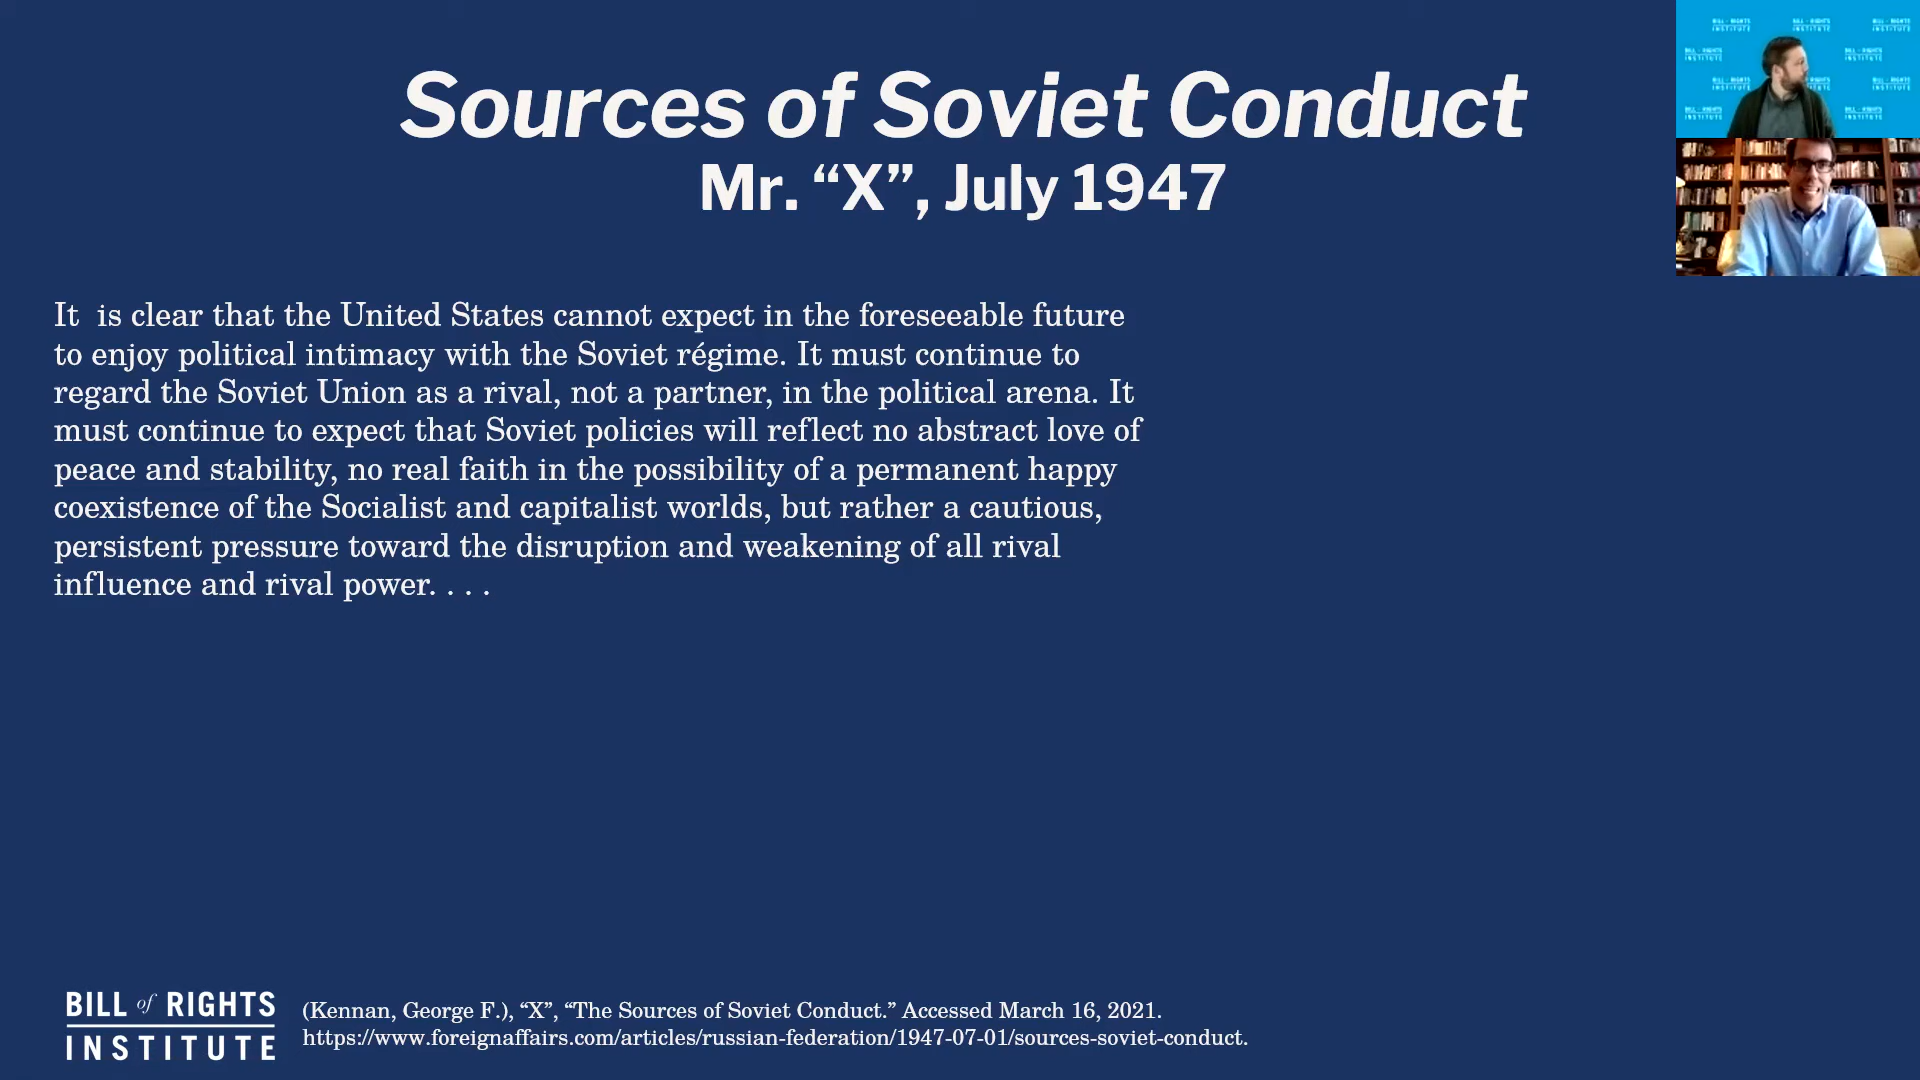 Sources of Soviet Conduct
Mr. “X”, July 1947
It is clear that the United States cannot expect in the foreseeable future
to enjoy political intimacy with the Soviet régime. It must continue to
regard the Soviet Union as a rival, not a partner, in the political arena. It
must continue to expect that Soviet policies will reflect no abstract love of
peace and stability, no real faith in the possibility of a permanent happy
coexistence of the Socialist and capitalist worlds, but rather a cautious,
persistent pressure toward the disruption and weakening of all rival
influence and rival power. . . .
BILL of RIGHTS
INSTITUTE
(Kennan, George F.), “X”, “The Sources of Soviet Conduct.” Accessed March 16, 2021.
https://www.foreignaffairs.com/articles/russian-federation/1947-07-01/sources-soviet-conduct.
BILL of RIGHTS
INSTITUTE